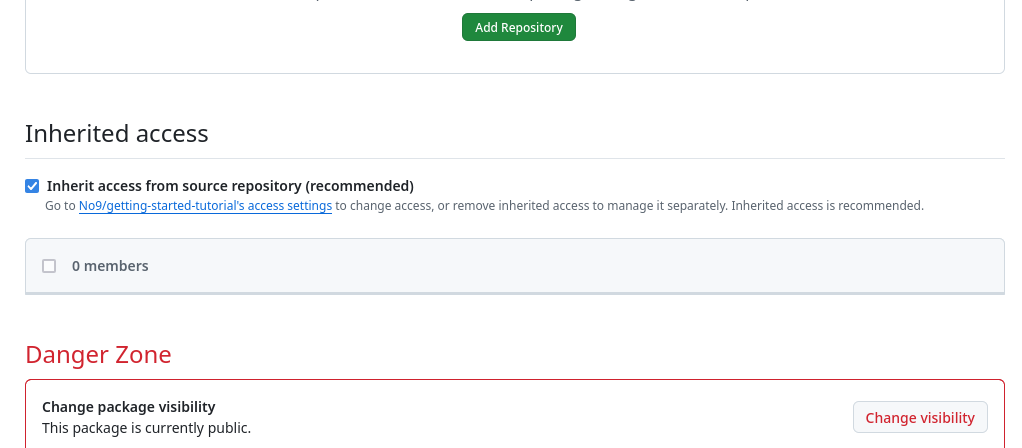 Add Repository
Inherited access
Inherit access from source repository (recommended)
Go to No9/getting-started-tutorial's access settings to change access, or remove inherited access to manage it separately. Inherited access is recommended.
0 members
Danger Zone
Change package visibility
This package is currently public.
Change visibility